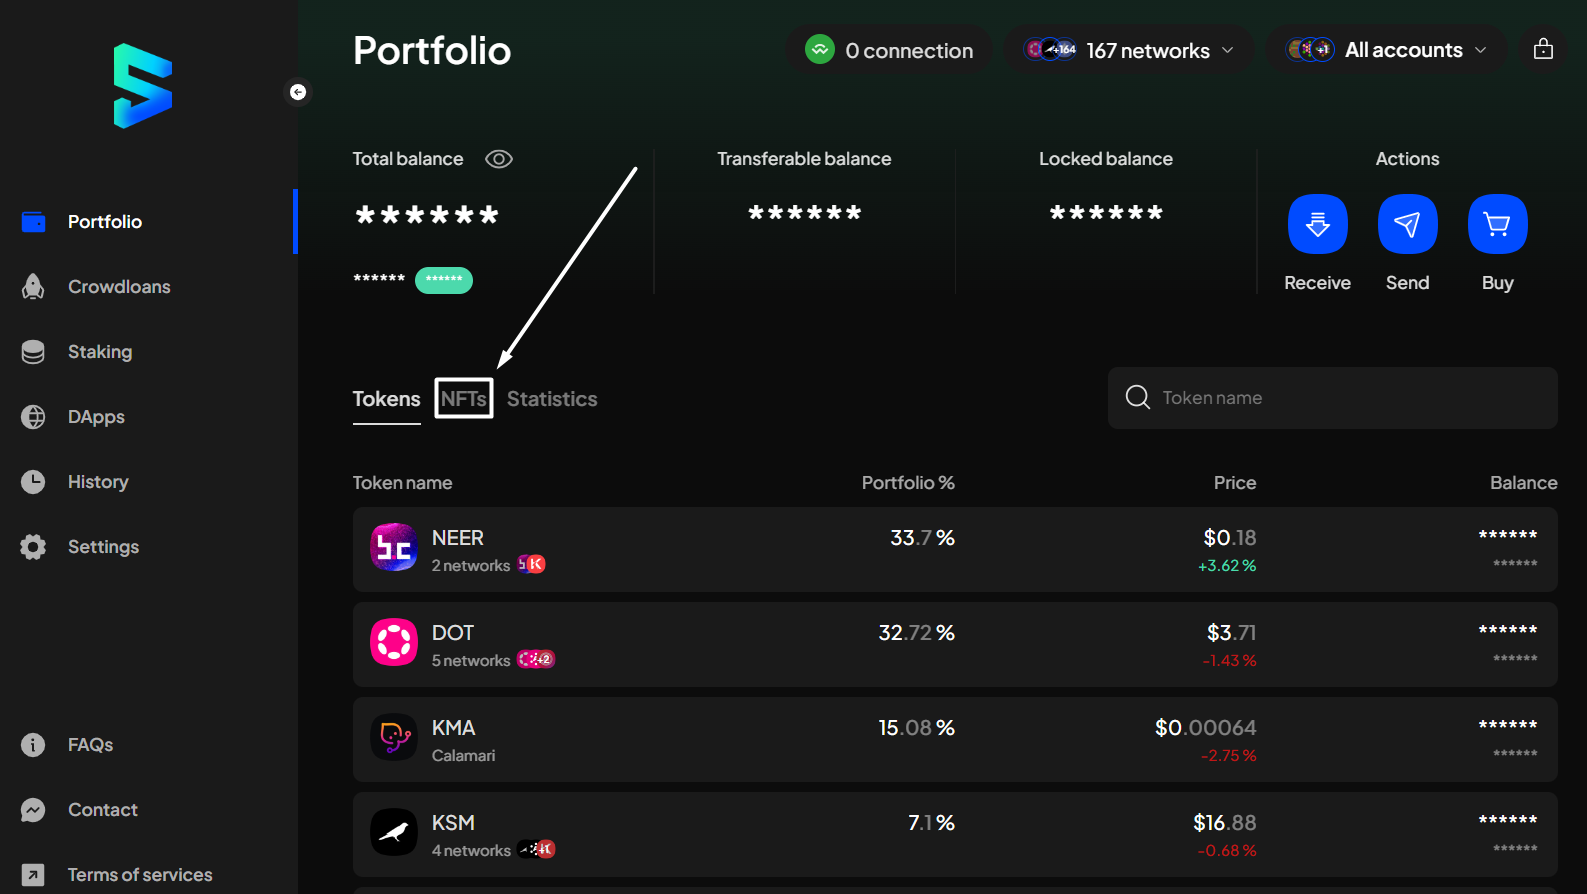 Portfolio
0 connection
+164
167 networks
+1
All accounts
Total balance
Transferable balance
Locked balance
Actions
******
******
******
******
******
Receive
Send
Buy
Portfolio
Crowdloans
Staking
DApps
History
Settings
FAQs
Contact
Terms of services
Tokens
NFTs
Statistics
Token name
Token name
Portfolio %
Price
Balance
NEER
33.7 %
$0.18
******
2 networks
+3.62 %
******
DOT
32.72 %
$3.71
******
5 networks
+2
-1.43 %
******
KMA
15.08 %
$0.00064
******
Calamari
-2.75 %
******
KSM
7.1 %
$16.88
******
4 networks
-0.68 %
******